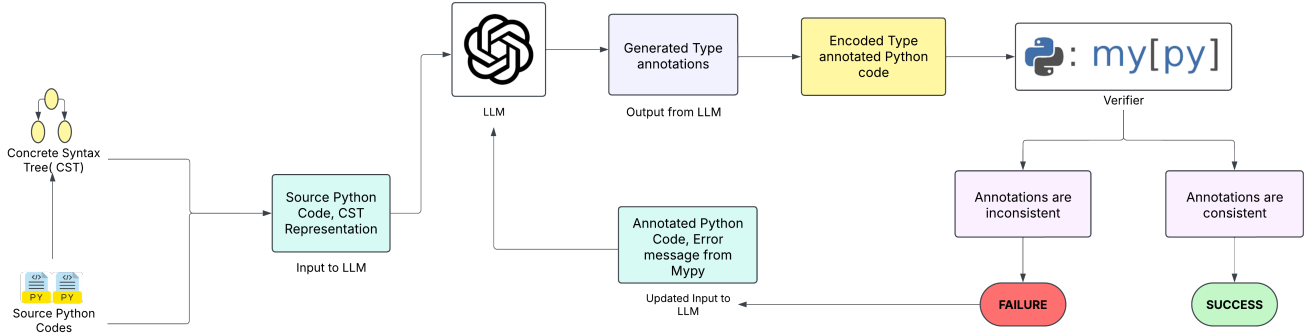 Concrete Syntax
Tree( CST)
PY
PY
Source Python
Codes
Source Python
Code, CST
Representation
Input to LLM
LLM
Generated Type
annotations
Output from LLM
Encoded Type
annotated Python
code
: my[py]
Verifier
Annotations are
inconsistent
Annotations are
consistent
FAILURE
SUCCESS
Annotated Python
Code, Error
message from
Mypy
Updated Input to
LLM